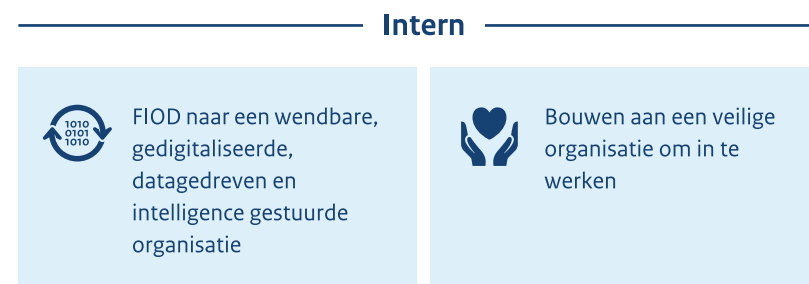 Intern
1010
0101
1010
FIOD naar een wendbare,
gedigitaliseerde,
datagedreven en
intelligence gestuurde
organisatie
Bouwen aan een veilige
organisatie om in te
werken